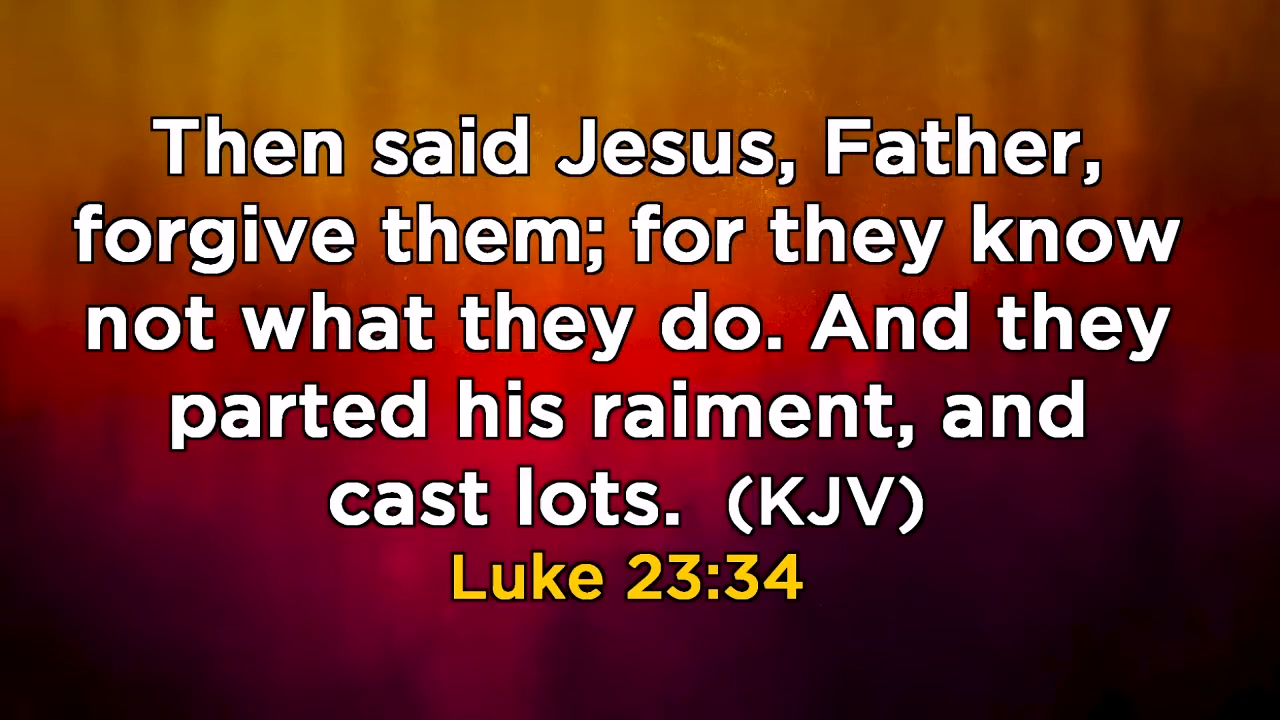 Then said Jesus, Father,
forgive them; for they know
not what they do. And they
parted his raiment, and
cast lots. (KJV)
Luke 23:34